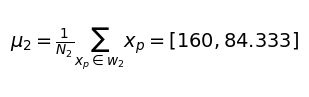 μ₂ = 1/N₂ ∑_{x_p ∈ w₂} x_p = [160, 84.333]